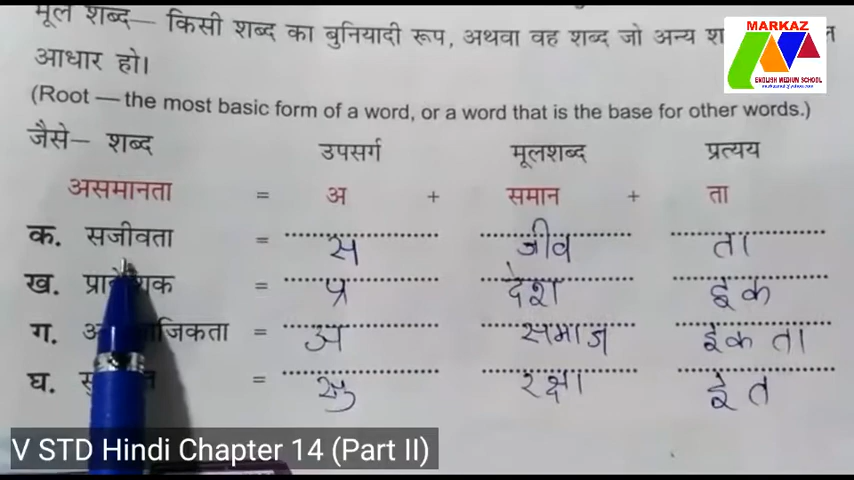 मूल शब्द— किसी शब्द का बुनियादी रूप, अथवा वह शब्द जो अन्य
आधार हो।
(Root — the most basic form of a word, or a word that is the base for other words.)
जैसे— शब्द उपसर्ग मूलशब्द प्रत्यय
असमानता = अ + समान + ता
क. सजीवता = स जीव ता
ख. = प्र देश इक
ग. = अ समाज इक ता
घ. = सु रक्षा इत
MARKAZ
ENGLISH MEDIUM SCHOOL
V STD Hindi Chapter 14 (Part II)